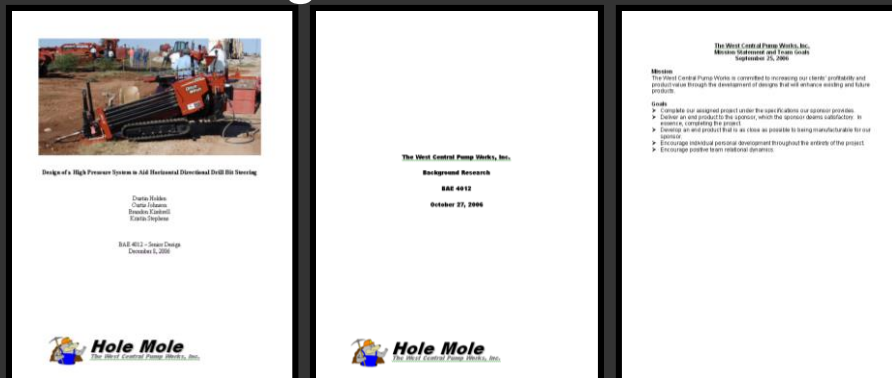 Design of a High Pressure System to Aid Horizontal Directional Drill Bit Steering
Dustin Holden
Curtis Johnson
Brandon Kimbrell
Kristin Stephens
BAE 4012 – Senior Design
December 8, 2006
Hole Mole
The West Central Pump Works, Inc.
The West Central Pump Works, Inc.
Background Research
BAE 4012
October 27, 2006
Hole Mole
The West Central Pump Works, Inc.
The West Central Pump Works, Inc.
Mission Statement and Team Goals
September 25, 2006
Mission
The West Central Pump Works is committed to increasing our clients' profitability and
product value through the development of designs that will enhance existing and future
products.
Goals
➢ Complete our assigned project under the specifications our sponsor provides.
➢ Deliver an end product to the sponsor, which the sponsor deems satisfactory. In
essence, completing the project.
➢ Develop an end product that is as close as possible to being manufacturable for our
sponsor.
➢ Encourage individual personal development throughout the entirety of the project.
➢ Encourage positive team relational dynamics.